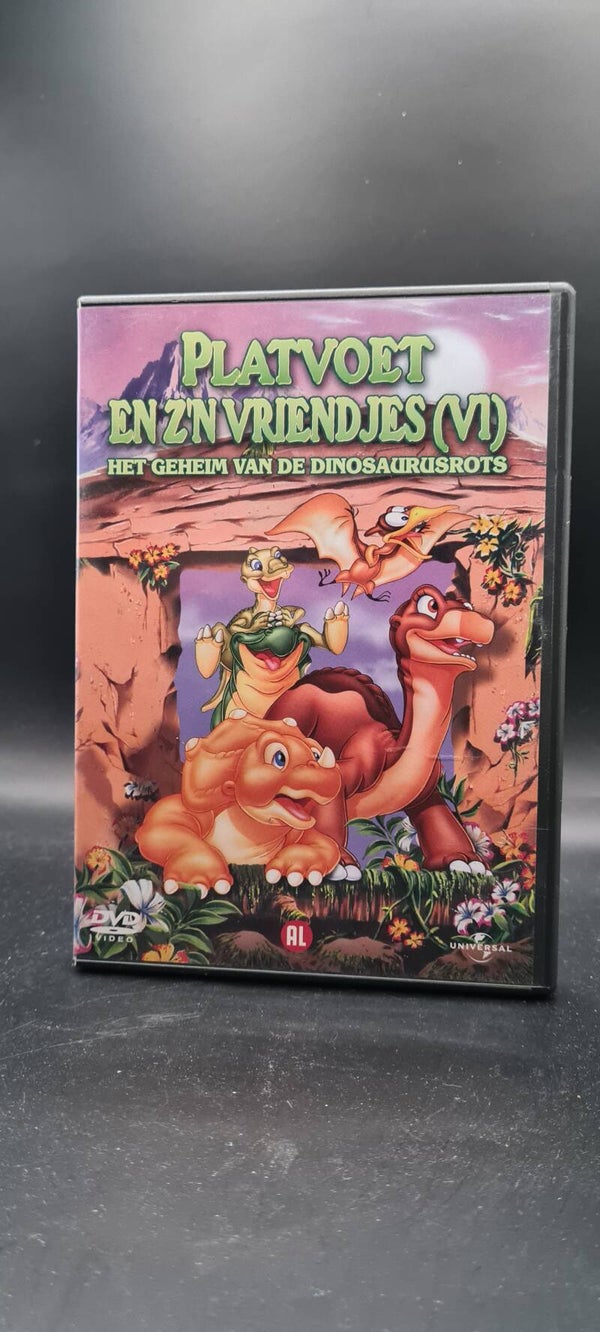 PLATVOET
EN Z'N VRIENDJES (VI)
HET GEHEIM VAN DE DINOSAURUSROTS
DVD
VIDEO
AL
UNIVERSAL